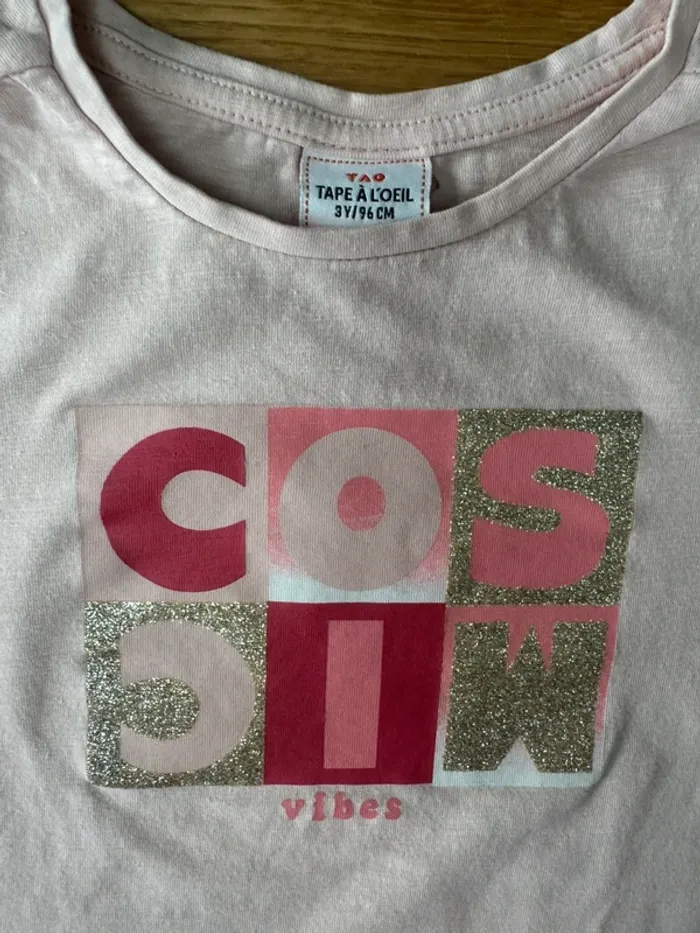 TAO
TAPE À L'OEIL
3Y/96CM
COS
MIC
vibes